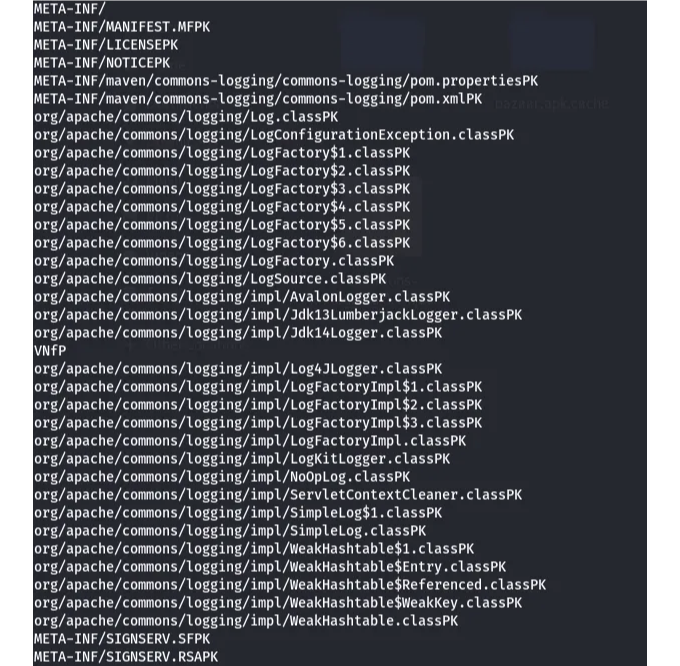 META-INF/
META-INF/MANIFEST.MFPK
META-INF/LICENSEPK
META-INF/NOTICEPK
META-INF/maven/commons-logging/commons-logging/pom.propertiesPK
META-INF/maven/commons-logging/commons-logging/pom.xmlPK
org/apache/commons/logging/Log.classPK
org/apache/commons/logging/LogConfigurationException.classPK
org/apache/commons/logging/LogFactory$1.classPK
org/apache/commons/logging/LogFactory$2.classPK
org/apache/commons/logging/LogFactory$3.classPK
org/apache/commons/logging/LogFactory$4.classPK
org/apache/commons/logging/LogFactory$5.classPK
org/apache/commons/logging/LogFactory$6.classPK
org/apache/commons/logging/LogFactory.classPK
org/apache/commons/logging/LogSource.classPK
org/apache/commons/logging/impl/AvalonLogger.classPK
org/apache/commons/logging/impl/Jdk13LumberjackLogger.classPK
org/apache/commons/logging/impl/Jdk14Logger.classPK
VNfP
org/apache/commons/logging/impl/Log4JLogger.classPK
org/apache/commons/logging/impl/LogFactoryImpl$1.classPK
org/apache/commons/logging/impl/LogFactoryImpl$2.classPK
org/apache/commons/logging/impl/LogFactoryImpl$3.classPK
org/apache/commons/logging/impl/LogFactoryImpl.classPK
org/apache/commons/logging/impl/LogKitLogger.classPK
org/apache/commons/logging/impl/NoOpLog.classPK
org/apache/commons/logging/impl/ServletContextCleaner.classPK
org/apache/commons/logging/impl/SimpleLog$1.classPK
org/apache/commons/logging/impl/SimpleLog.classPK
org/apache/commons/logging/impl/WeakHashtable$1.classPK
org/apache/commons/logging/impl/WeakHashtable$Entry.classPK
org/apache/commons/logging/impl/WeakHashtable$Referenced.classPK
org/apache/commons/logging/impl/WeakHashtable$WeakKey.classPK
org/apache/commons/logging/impl/WeakHashtable.classPK
META-INF/SIGNSERV.SFPK
META-INF/SIGNSERV.RSAPK